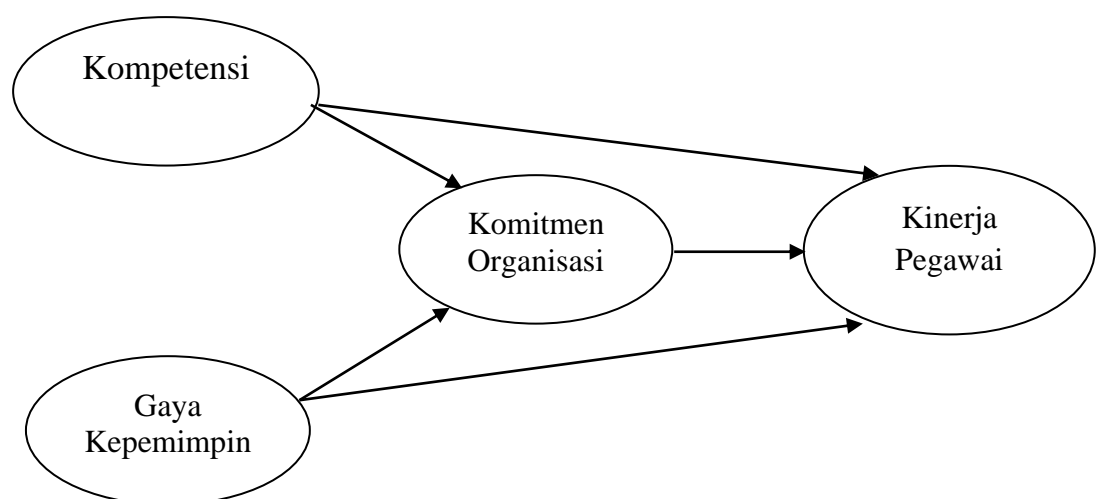 Kompetensi
Komitmen
Organisasi
Kinerja
Pegawai
Gaya
Kepemimpin